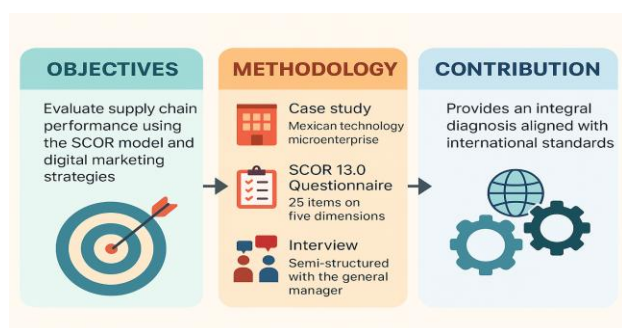 OBJECTIVES
Evaluate supply chain
performance using
the SCOR model and
digital marketing
strategies
METHODOLOGY
Case study
Mexican technology
microenterprise
SCOR 13.0
Questionnaire
25 items on
five dimensions
Interview
Semi-structured
with the general
manager
CONTRIBUTION
Provides an integral
diagnosis aligned with
international standards